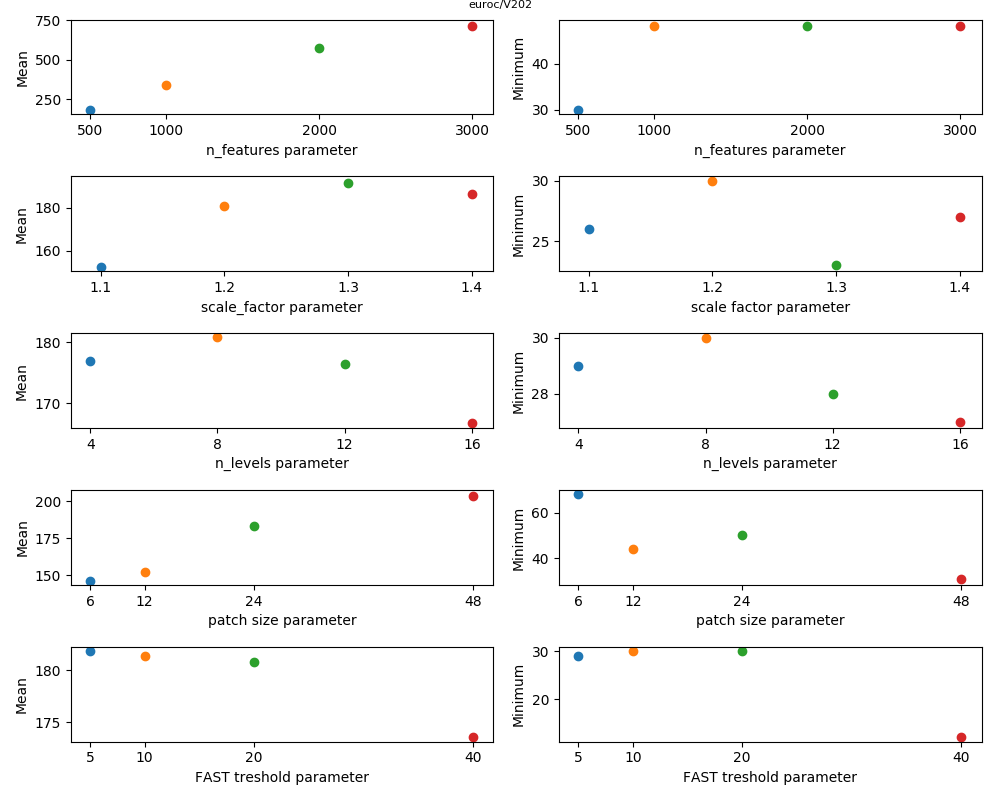 euroc/V202
750
500
250
Mean
500 1000 2000 3000
n_features parameter
40
30
Minimum
500 1000 2000 3000
n_features parameter
180
160
Mean
1.1 1.2 1.3 1.4
scale_factor parameter
30
25
Minimum
1.1 1.2 1.3 1.4
scale factor parameter
180
170
Mean
4 8 12 16
n_levels parameter
30
28
Minimum
4 8 12 16
n_levels parameter
200
175
150
Mean
6 12 24 48
patch size parameter
60
40
Minimum
6 12 24 48
patch size parameter
180
175
Mean
5 10 20 40
FAST treshold parameter
30
20
Minimum
5 10 20 40
FAST treshold parameter